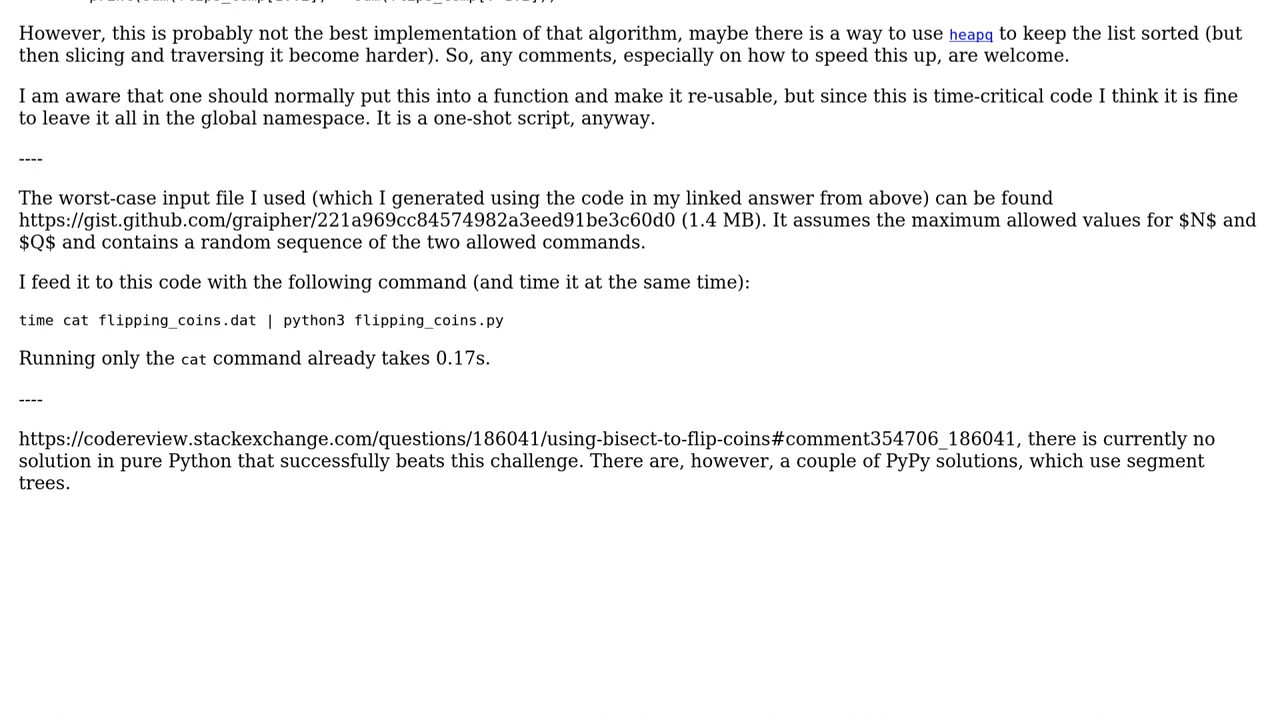 However, this is probably not the best implementation of that algorithm, maybe there is a way to use heapq to keep the list sorted (but
then slicing and traversing it become harder). So, any comments, especially on how to speed this up, are welcome.
I am aware that one should normally put this into a function and make it re-usable, but since this is time-critical code I think it is fine
to leave it all in the global namespace. It is a one-shot script, anyway.
----
The worst-case input file I used (which I generated using the code in my linked answer from above) can be found
https://gist.github.com/graipher/221a969cc84574982a3eed91be3c60d0 (1.4 MB). It assumes the maximum allowed values for $N$ and
$Q$ and contains a random sequence of the two allowed commands.
I feed it to this code with the following command (and time it at the same time):
time cat flipping_coins.dat | python3 flipping_coins.py
Running only the cat command already takes 0.17s.
----
https://codereview.stackexchange.com/questions/186041/using-bisect-to-flip-coins#comment354706_186041, there is currently no
solution in pure Python that successfully beats this challenge. There are, however, a couple of PyPy solutions, which use segment
trees.